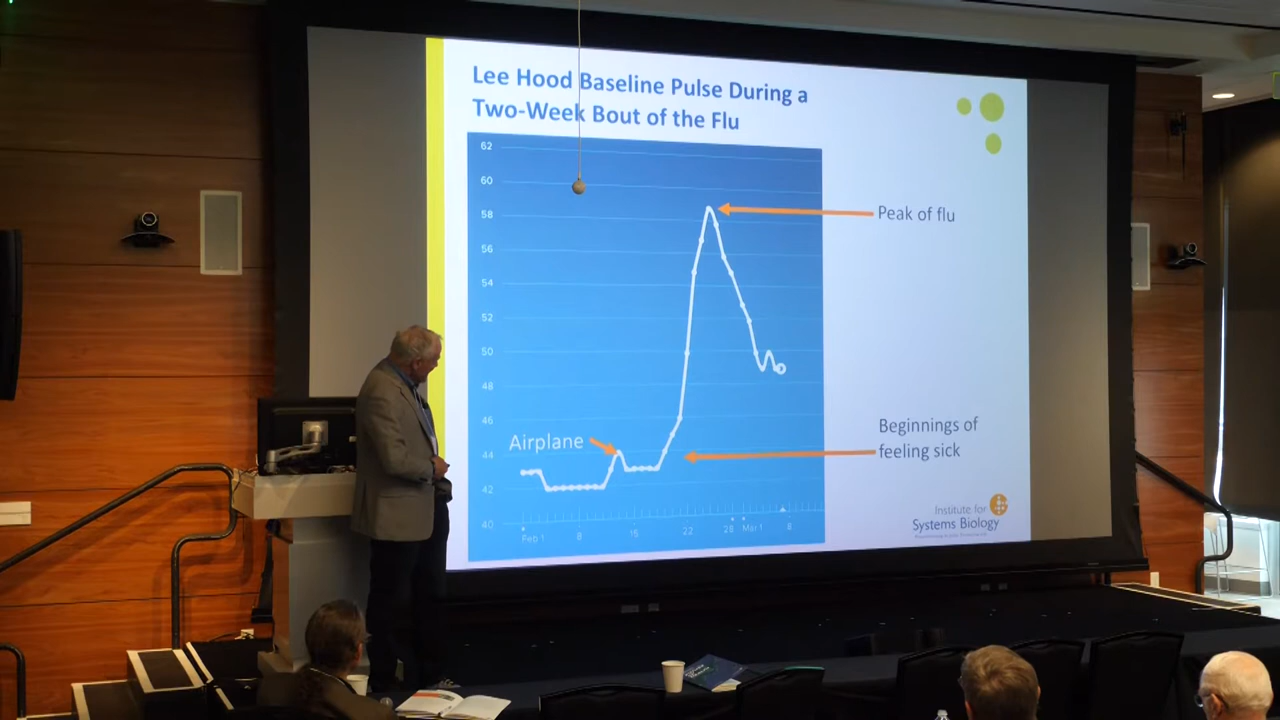 Lee Hood Baseline Pulse During a
Two-Week Bout of the Flu
62
60
58
56
54
52
50
48
46
44
42
40
Peak of flu
Airplane
Beginnings of
feeling sick
Feb 1 8 15 22 28 Mar 1 8
Institute for
Systems Biology